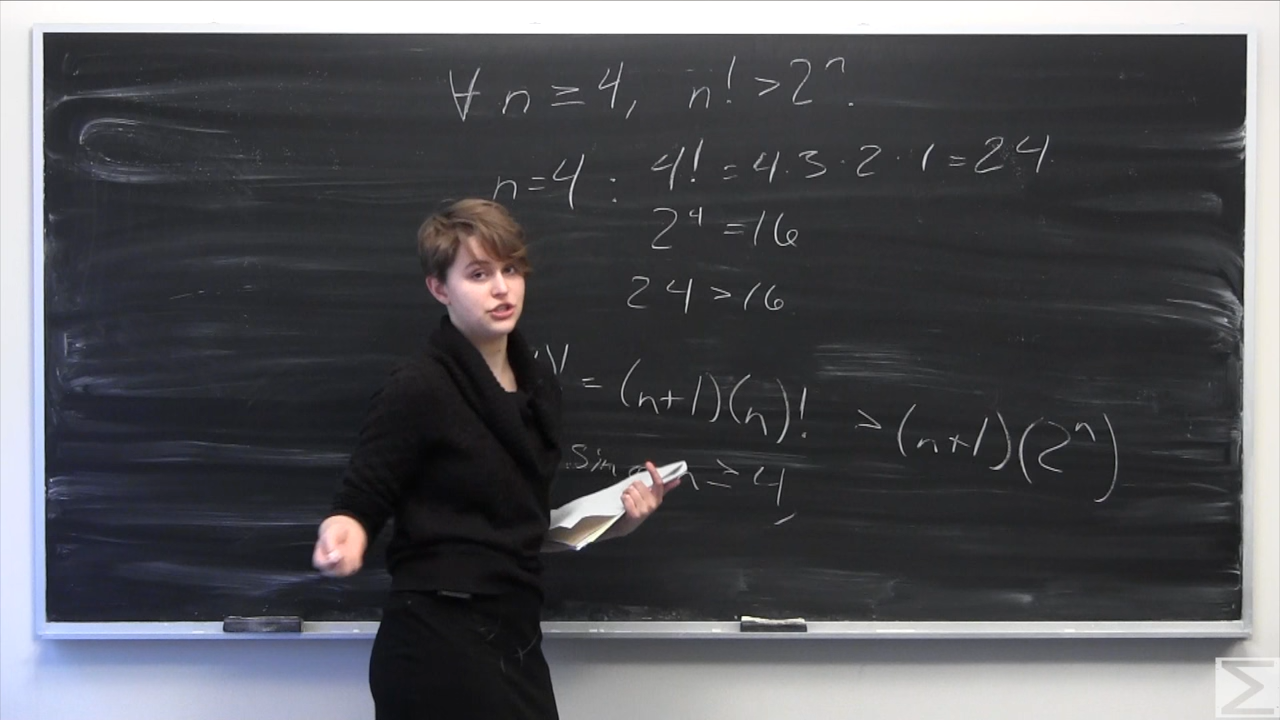 ∀ n ≥ 4, n! > 2ⁿ.
n=4 : 4! = 4·3·2·1=24
2⁴ =16
24 > 16
= (n+1)(n)! > (n+1)(2ⁿ)
n ≥ 4,
Σ